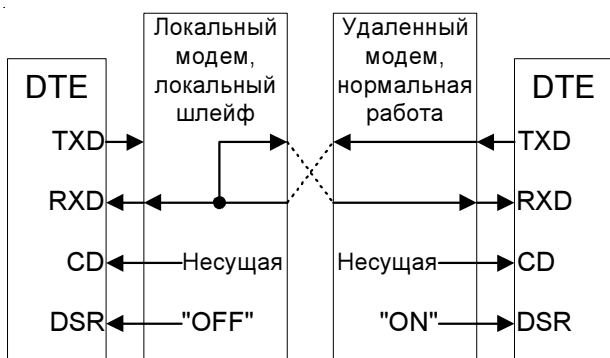 Локальный
модем,
локальный
шлейф
Удаленный
модем,
нормальная
работа
DTE
DTE
TXD
TXD
RXD
RXD
CD
Несущая
Несущая
CD
DSR
"OFF"
"ON"
DSR